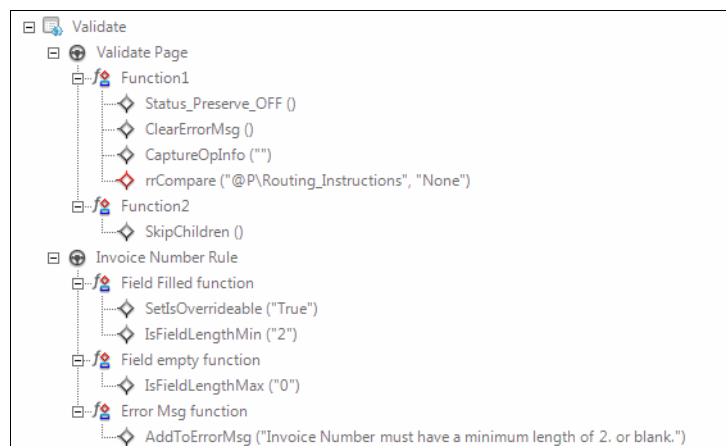 Validate
Validate Page
Function1
Status_Preserve_OFF ()
ClearErrorMsg ()
CaptureOpInfo ("")
rrCompare ("@P\Routing_Instructions", "None")
Function2
SkipChildren ()
Invoice Number Rule
Field Filled function
SetIsOverrideable ("True")
IsFieldLengthMin ("2")
Field empty function
IsFieldLengthMax ("0")
Error Msg function
AddToErrorMsg ("Invoice Number must have a minimum length of 2. or blank.")